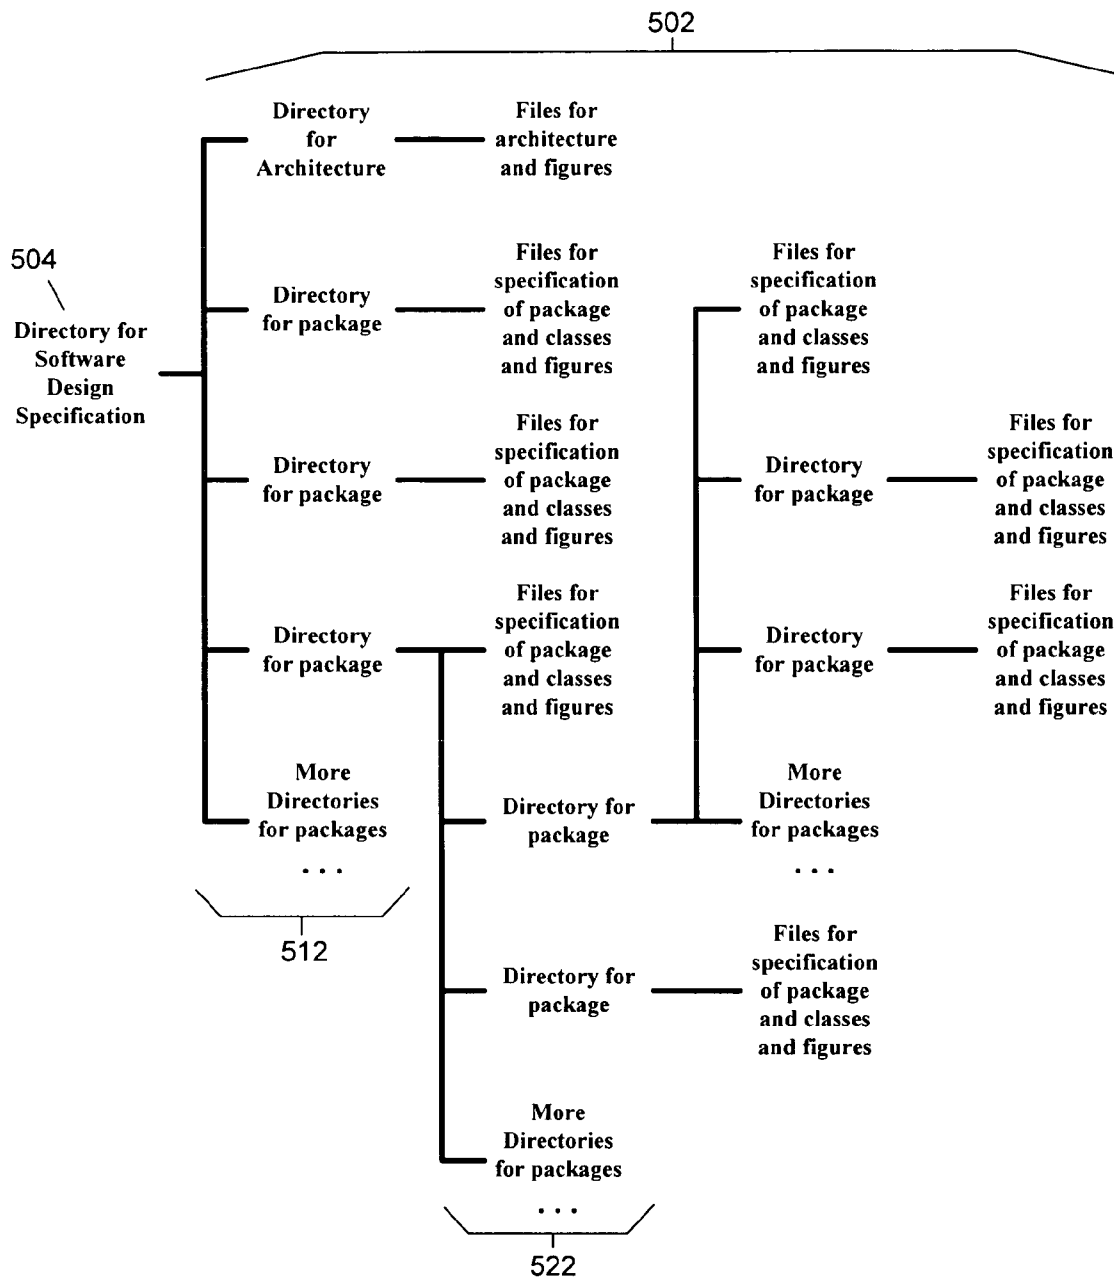 502
Directory
for
Architecture
Files for
architecture
and figures
504
Directory for
Software
Design
Specification
Directory
for package
Files for
specification
of package
and classes
and figures
Files for
specification
of package
and classes
and figures
Directory
for package
Files for
specification
of package
and classes
and figures
Directory
for package
Files for
specification
of package
and classes
and figures
Directory
for package
Files for
specification
of package
and classes
and figures
Directory
for package
Files for
specification
of package
and classes
and figures
More
Directories
for packages
. . .
Directory for
package
More
Directories
for packages
. . .
512
Directory for
package
Files for
specification
of package
and classes
and figures
More
Directories
for packages
. . .
522